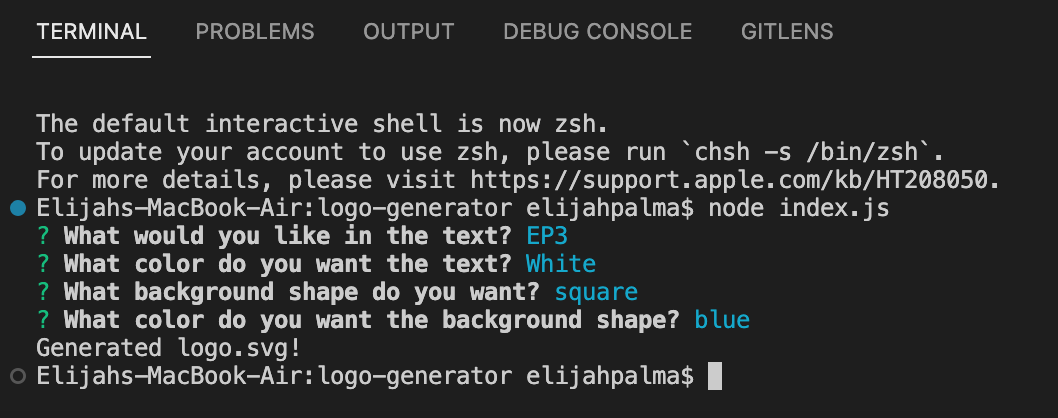 TERMINAL PROBLEMS OUTPUT DEBUG CONSOLE GITLENS
The default interactive shell is now zsh.
To update your account to use zsh, please run `chsh -s /bin/zsh`.
For more details, please visit https://support.apple.com/kb/HT208050.
Elijahs-MacBook-Air:logo-generator elijahpalma$ node index.js
? What would you like in the text? EP3
? What color do you want the text? White
? What background shape do you want? square
? What color do you want the background shape? blue
Generated logo.svg!
Elijahs-MacBook-Air:logo-generator elijahpalma$